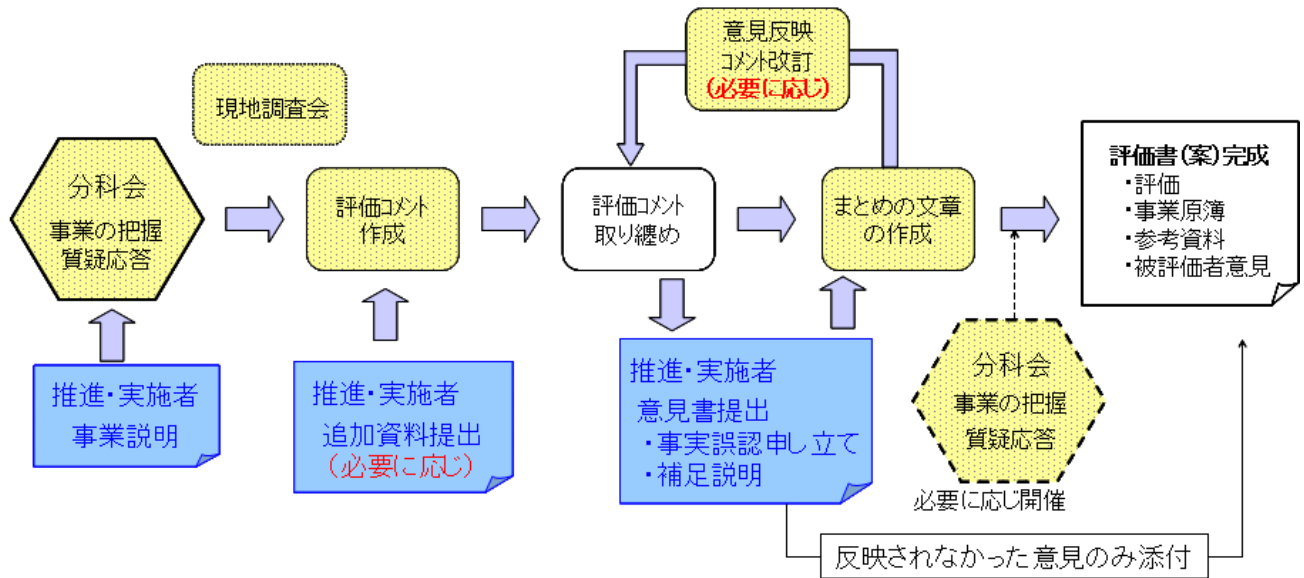 意見反映
コメント改訂
(必要に応じ)
現地調査会
分科会
事業の把握
質疑応答
評価コメント
作成
評価コメント
取り纏め
まとめの文章
の作成
評価書(案)完成
・評価
・事業原簿
・参考資料
・被評価者意見
推進・実施者
事業説明
推進・実施者
追加資料提出
(必要に応じ)
推進・実施者
意見書提出
・事実誤認申し立て
・補足説明
分科会
事業の把握
質疑応答
必要に応じ開催
反映されなかった意見のみ添付